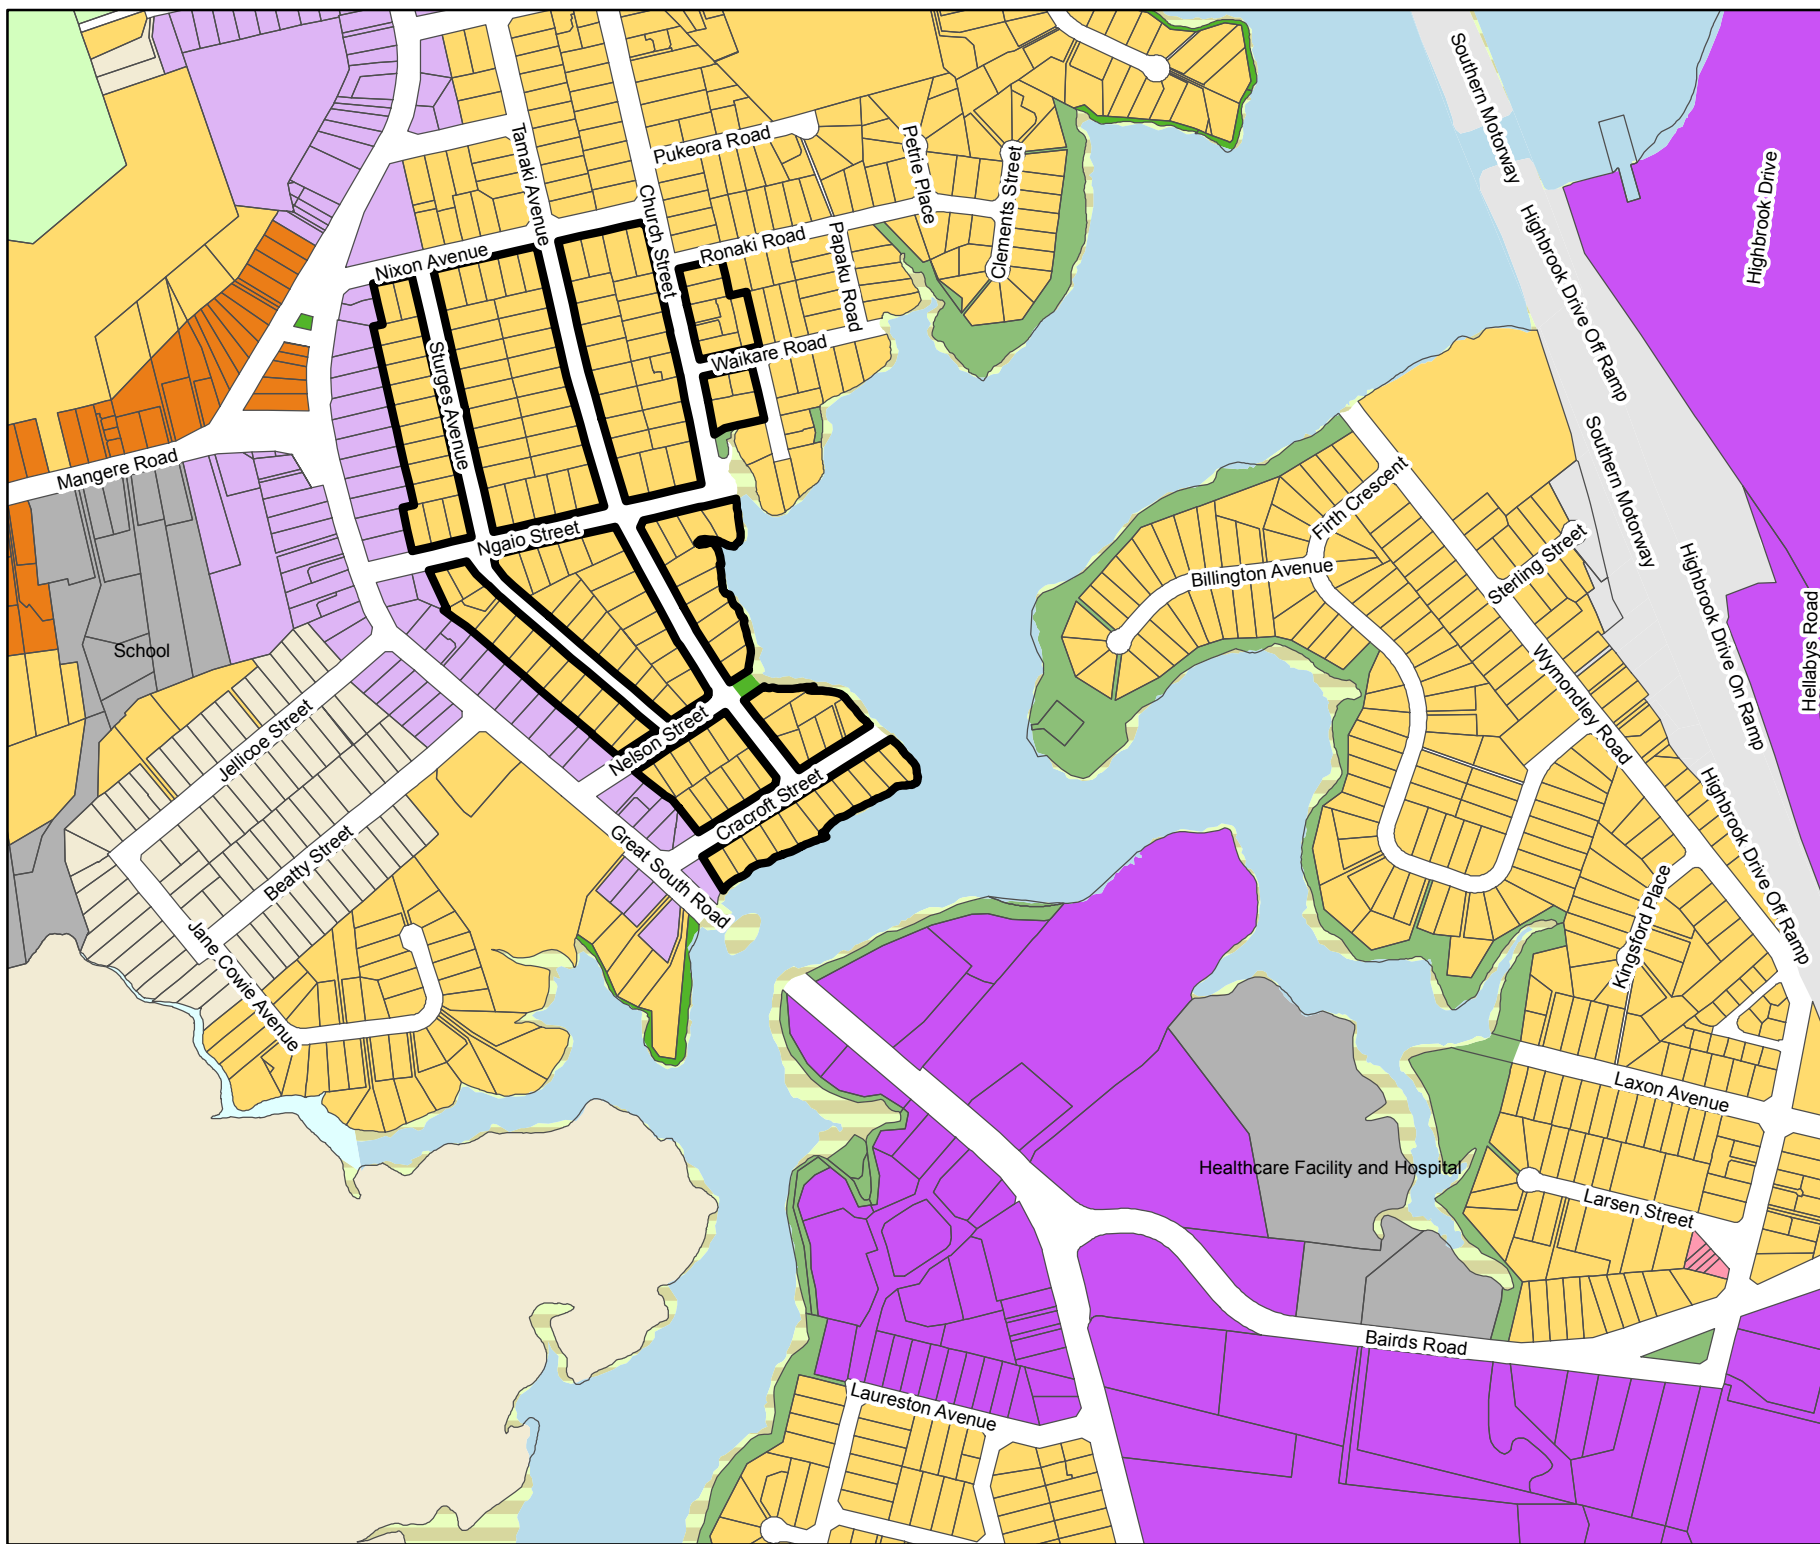 Southern Motorway
Tamaki Avenue
Pukeora Road
Petrie Place
Clements Street
Highbrook Drive
Church Street
Nixon Avenue
Ronaki Road
Papaku Road
Highbrook Drive Off Ramp
Waikare Road
Sturges Avenue
Mangere Road
Southern Motorway
Firth Crescent
Ngaio Street
Sterling Street
Billington Avenue
Highbrook Drive On Ramp
Hellabys Road
School
Wymondley Road
Jellicoe Street
Nelson Street
Cracroft Street
Highbrook Drive Off Ramp
Beatty Street
Great South Road
Kingsford Place
Jane Cowie Avenue
Laxon Avenue
Healthcare Facility and Hospital
Larsen Street
Bairds Road
Laureston Avenue